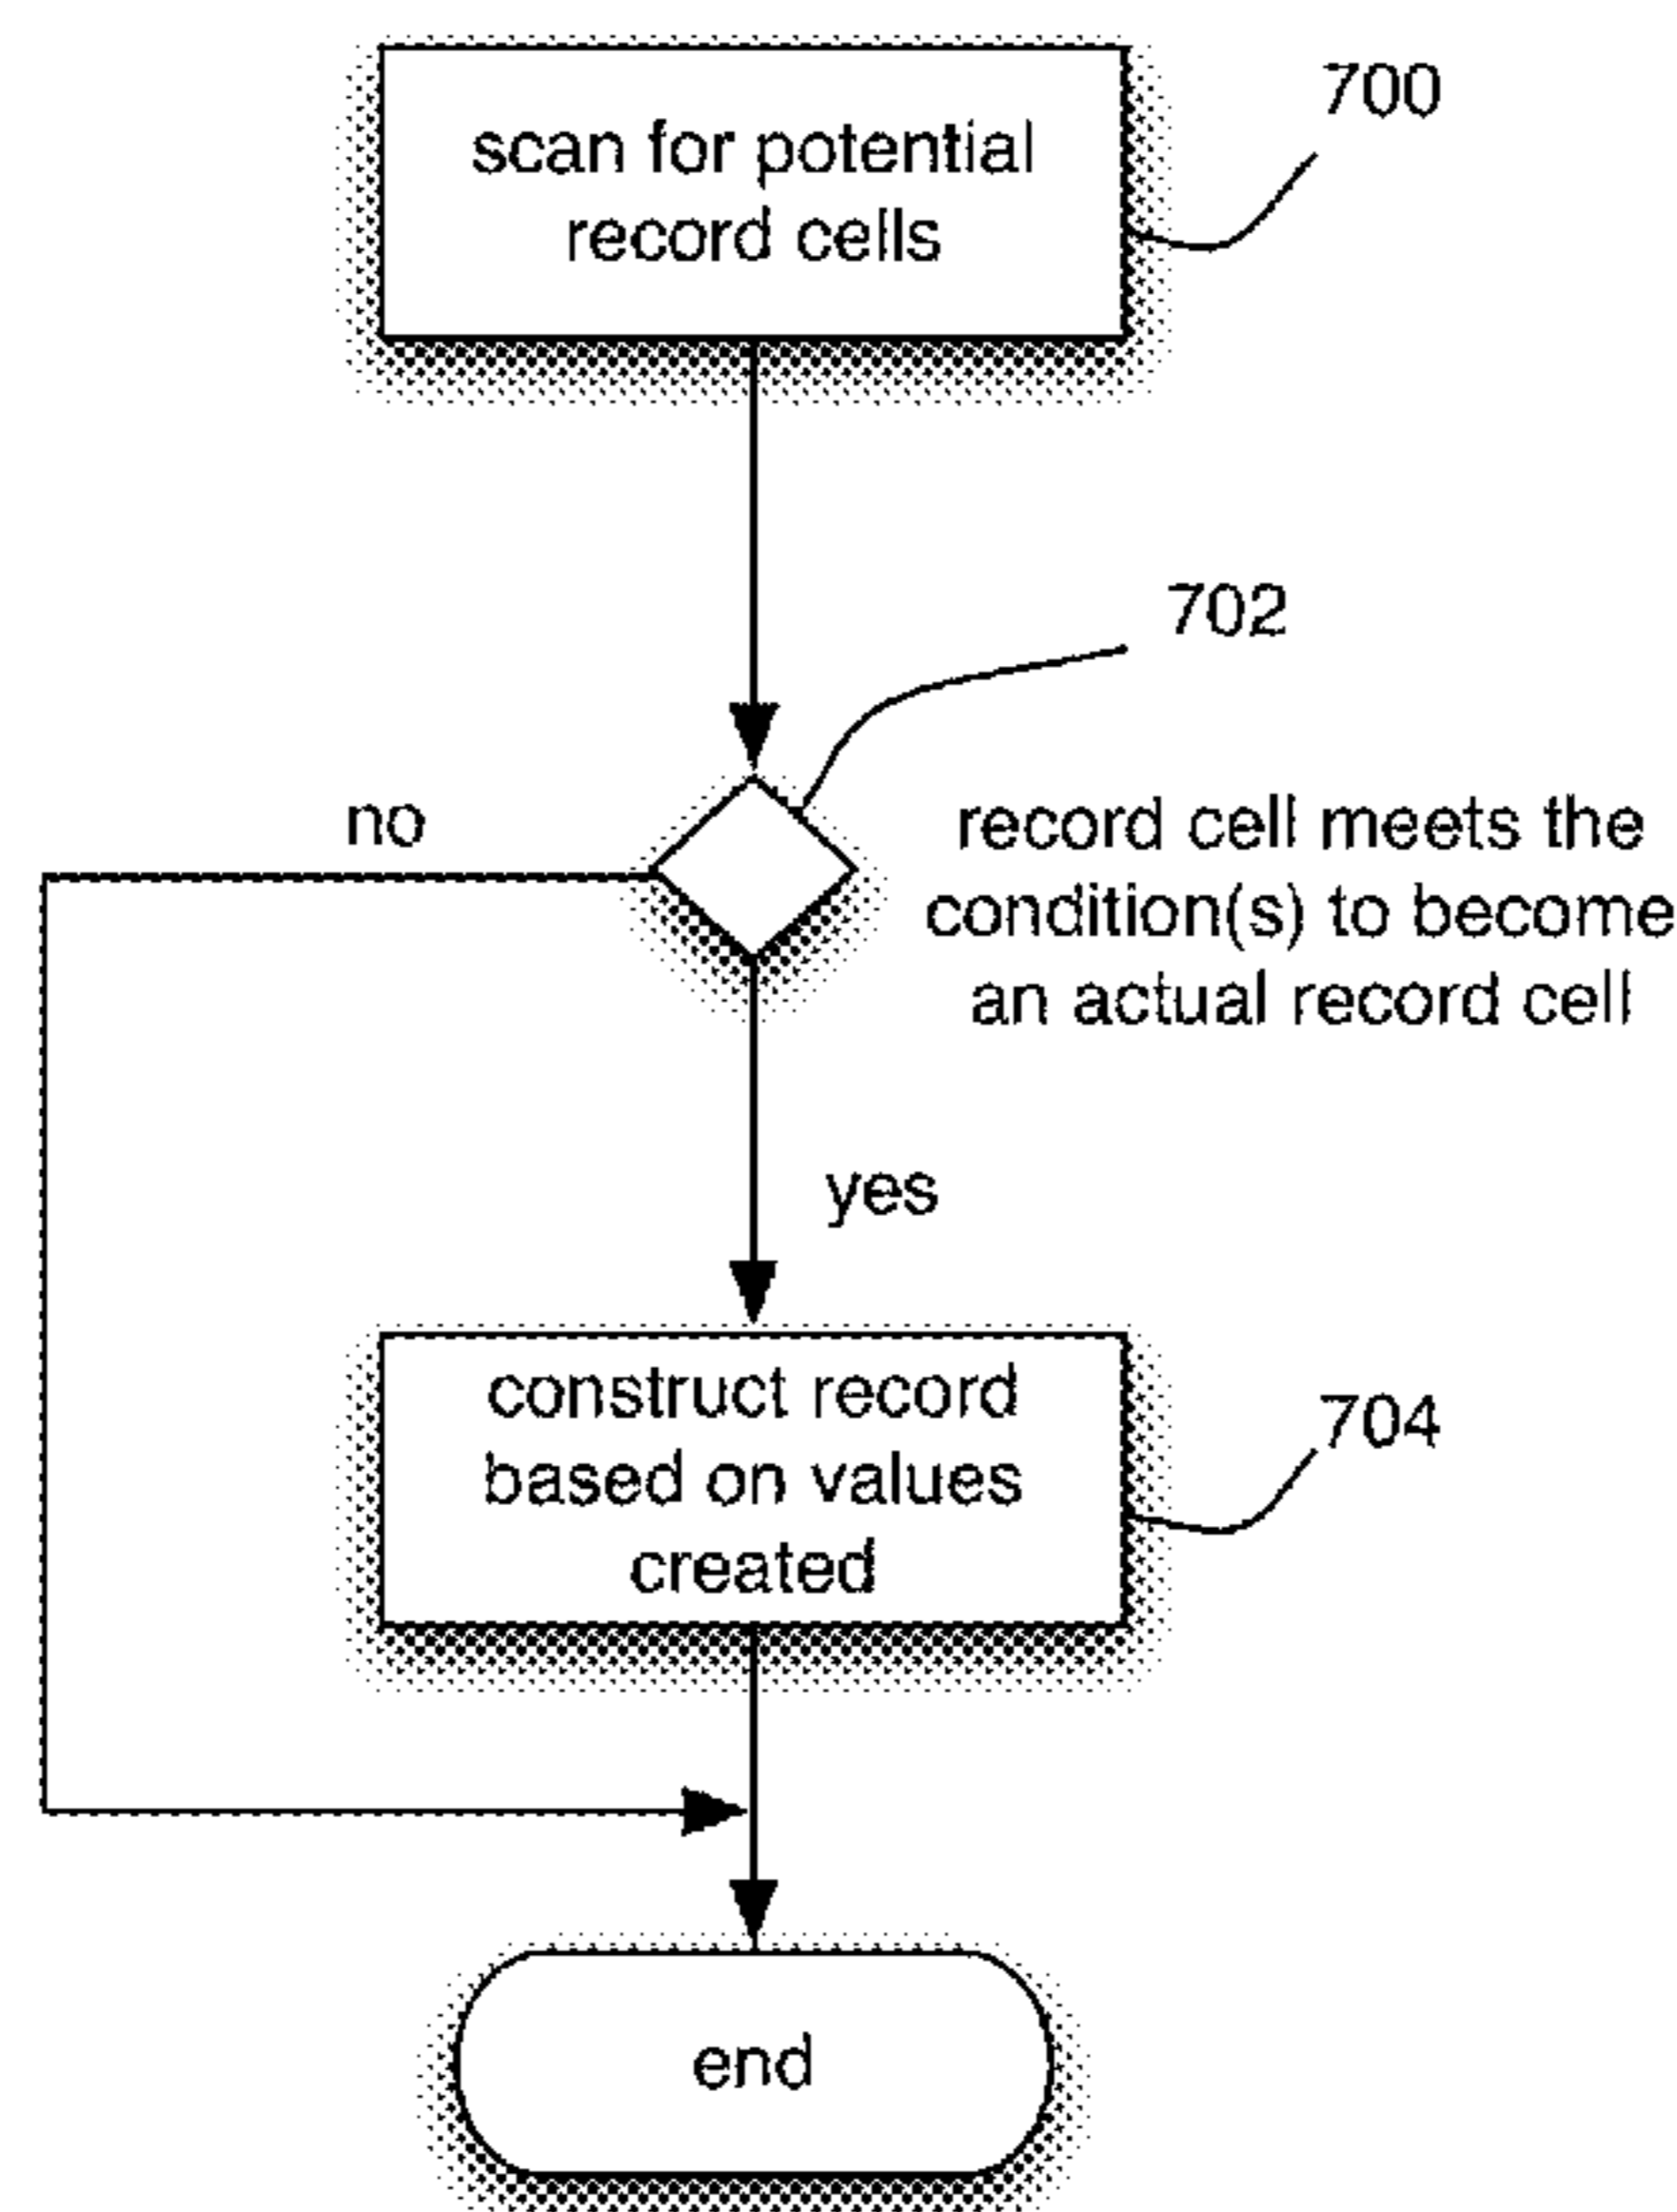 scan for potential
record cells
700
702
no
record cell meets the
condition(s) to become
an actual record cell
yes
construct record
based on values
created
704
end